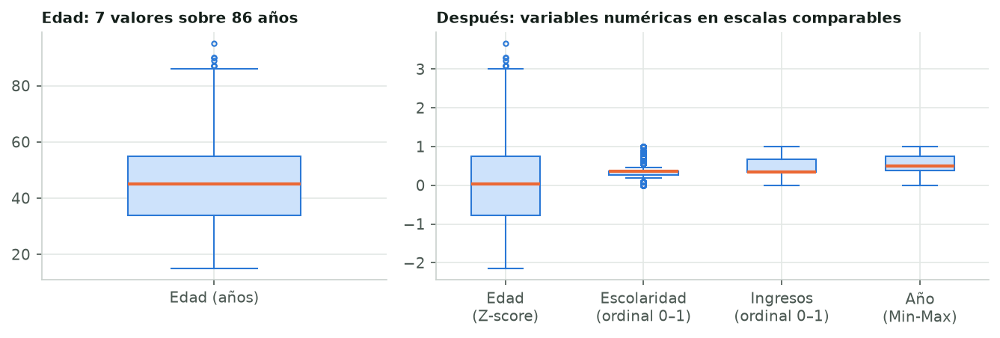 Edad: 7 valores sobre 86 años
80
60
40
20
Edad (años)
Después: variables numéricas en escalas comparables
3
2
1
0
−1
−2
Edad
(Z-score)
Escolaridad
(ordinal 0–1)
Ingresos
(ordinal 0–1)
Año
(Min-Max)